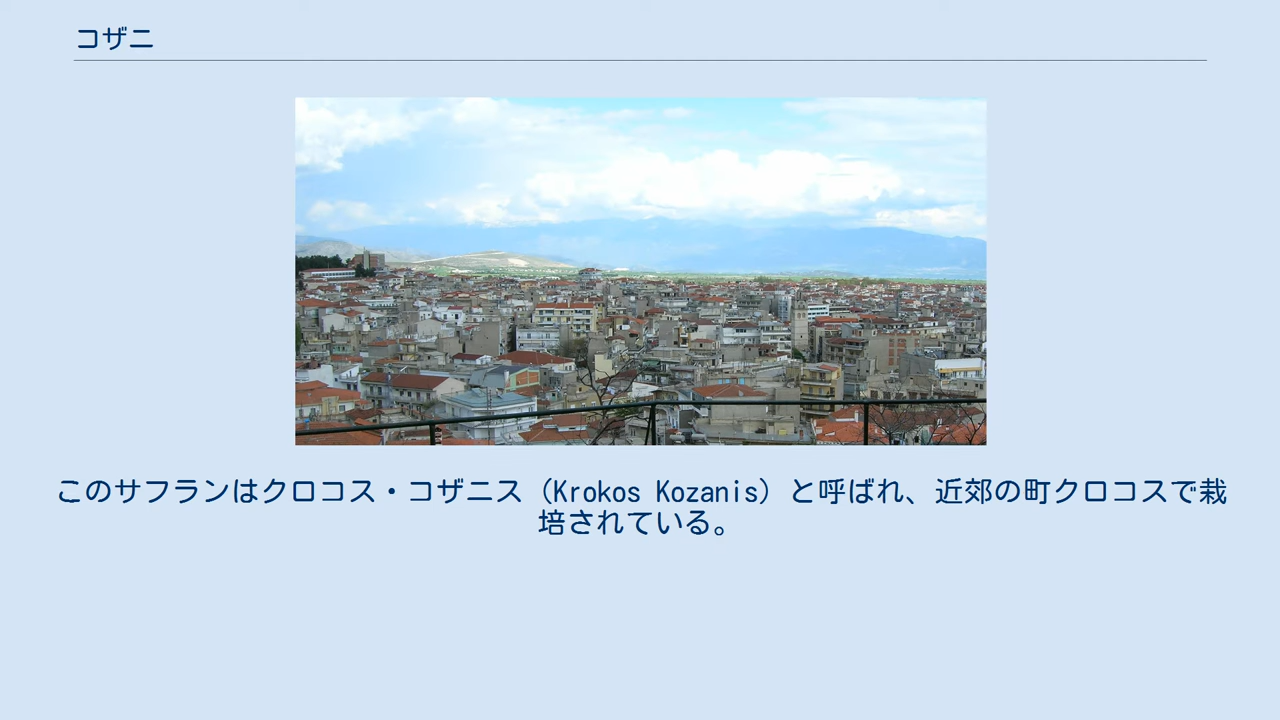 コザニ
このサフランはクロコス・コザニス（Krokos Kozanis）と呼ばれ、近郊の町クロコスで栽
培されている。